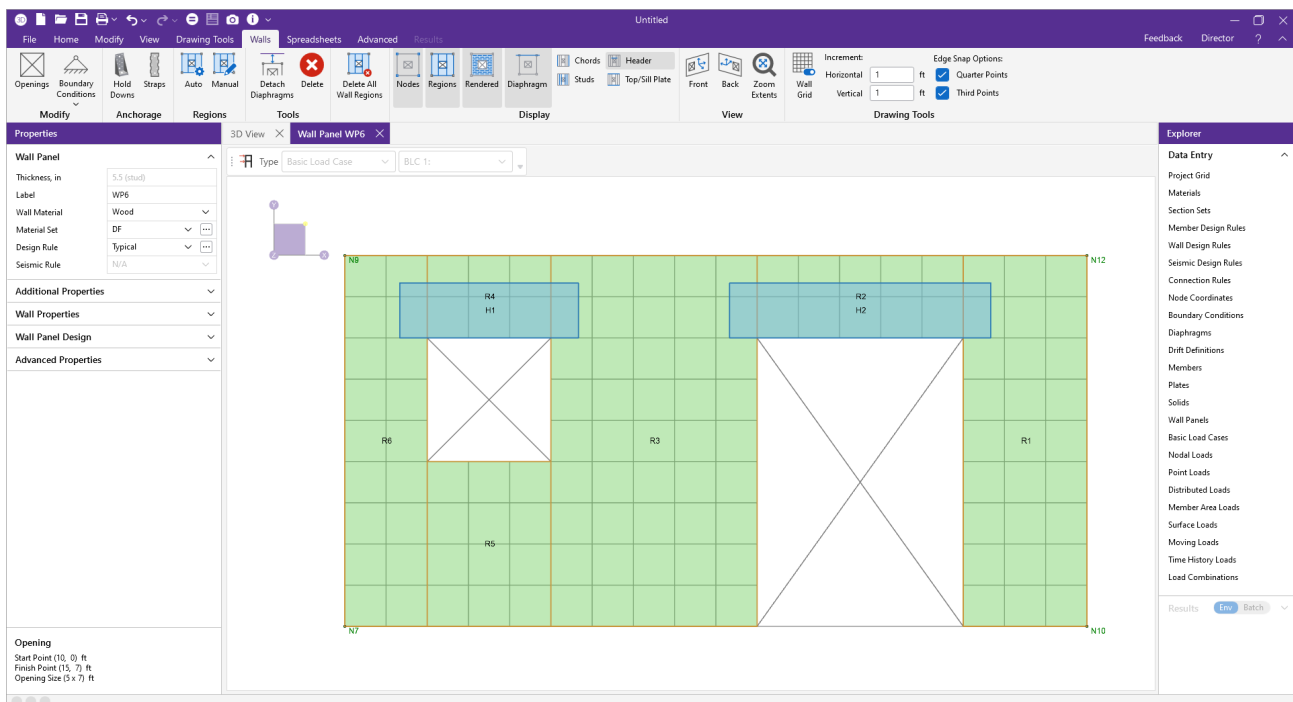 3D
Untitled
File Home Modify View Drawing Tools Walls Spreadsheets Advanced Results Feedback Director ?
Openings
Boundary
Conditions
Modify
Hold
Downs
Straps
Anchorage
Auto
Manual
Regions
Detach
Diaphragms
Delete
Delete All
Wall Regions
Tools
Nodes
Regions
Rendered
Diaphragm
Chords
Header
Studs
Top/Sill Plate
Display
Front
Back
Zoom
Extents
View
Wall
Grid
Increment:
Horizontal 1 ft
Vertical 1 ft
Edge Snap Options:
Quarter Points
Third Points
Drawing Tools
Properties
Wall Panel
Thickness, in 5.5 (stud)
Label WP6
Wall Material Wood
Material Set DF
Design Rule Typical
Seismic Rule N/A
Additional Properties
Wall Properties
Wall Panel Design
Advanced Properties
Opening
Start Point (10, 0) ft
Finish Point (15, 7) ft
Opening Size (5 x 7) ft
3D View
Wall Panel WP6
Type Basic Load Case BLC 1:
Y
Z
X
N9
N12
R4
H1
R2
H2
R6
R3
R1
R5
N7
N10
Explorer
Data Entry
Project Grid
Materials
Section Sets
Member Design Rules
Wall Design Rules
Seismic Design Rules
Connection Rules
Node Coordinates
Boundary Conditions
Diaphragms
Drift Definitions
Members
Plates
Solids
Wall Panels
Basic Load Cases
Nodal Loads
Point Loads
Distributed Loads
Member Area Loads
Surface Loads
Moving Loads
Time History Loads
Load Combinations
Results Env Batch